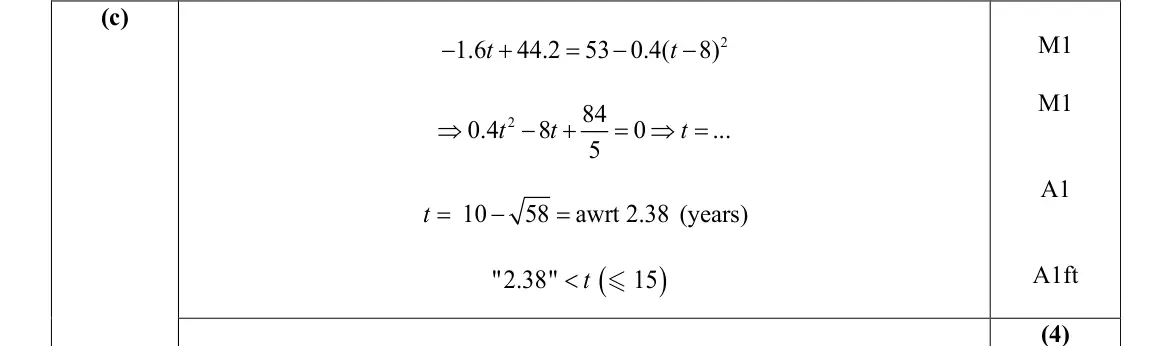 (c)
−1.6t + 44.2 = 53 − 0.4(t − 8)² M1
⇒ 0.4t² − 8t + 84/5 = 0 ⇒ t = ... M1
t = 10 − √58 = awrt 2.38 (years) A1
"2.38" < t (⩽ 15) A1ft
(4)